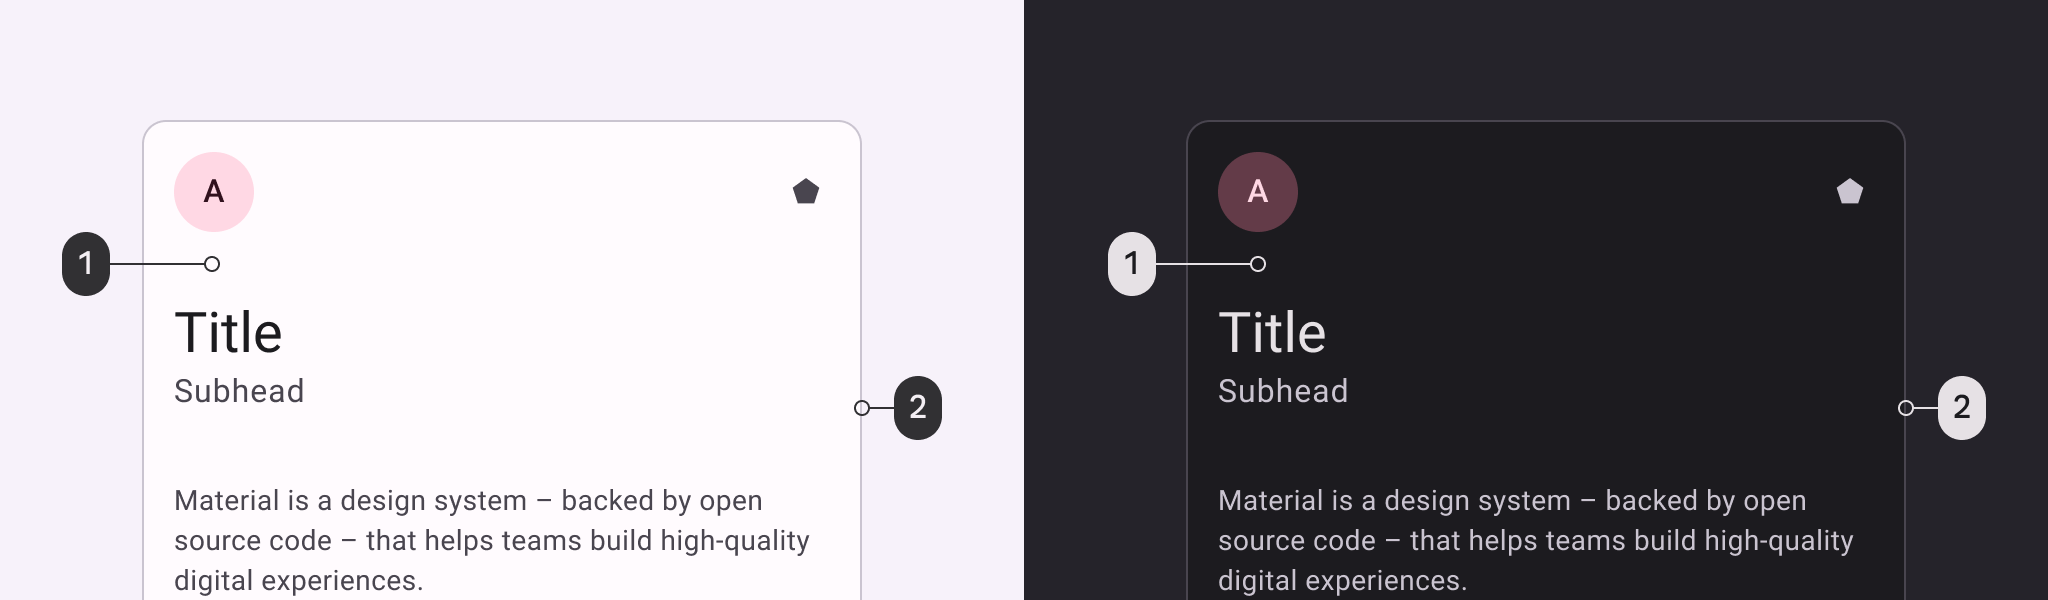 A
1
Title
Subhead
2
Material is a design system – backed by open
source code – that helps teams build high-quality
digital experiences.
A
1
Title
Subhead
2
Material is a design system – backed by open
source code – that helps teams build high-quality
digital experiences.